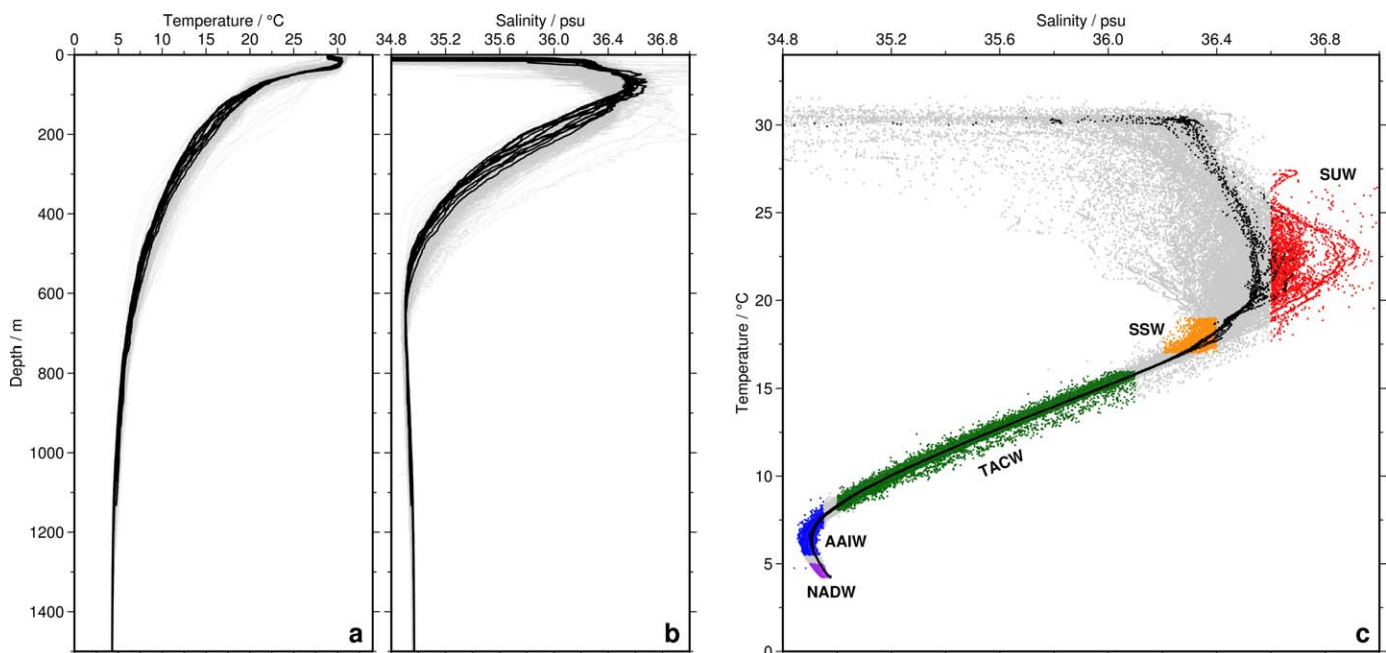 Temperature / °C
0 5 10 15 20 25 30
Depth / m
0
200
400
600
800
1000
1200
1400
a
Salinity / psu
34.8 35.2 35.6 36.0 36.4 36.8
b
Salinity / psu
34.8 35.2 35.6 36.0 36.4 36.8
Temperature / °C
30
25
20
15
10
5
0
SUW
SSW
TACW
AAIW
NADW
c